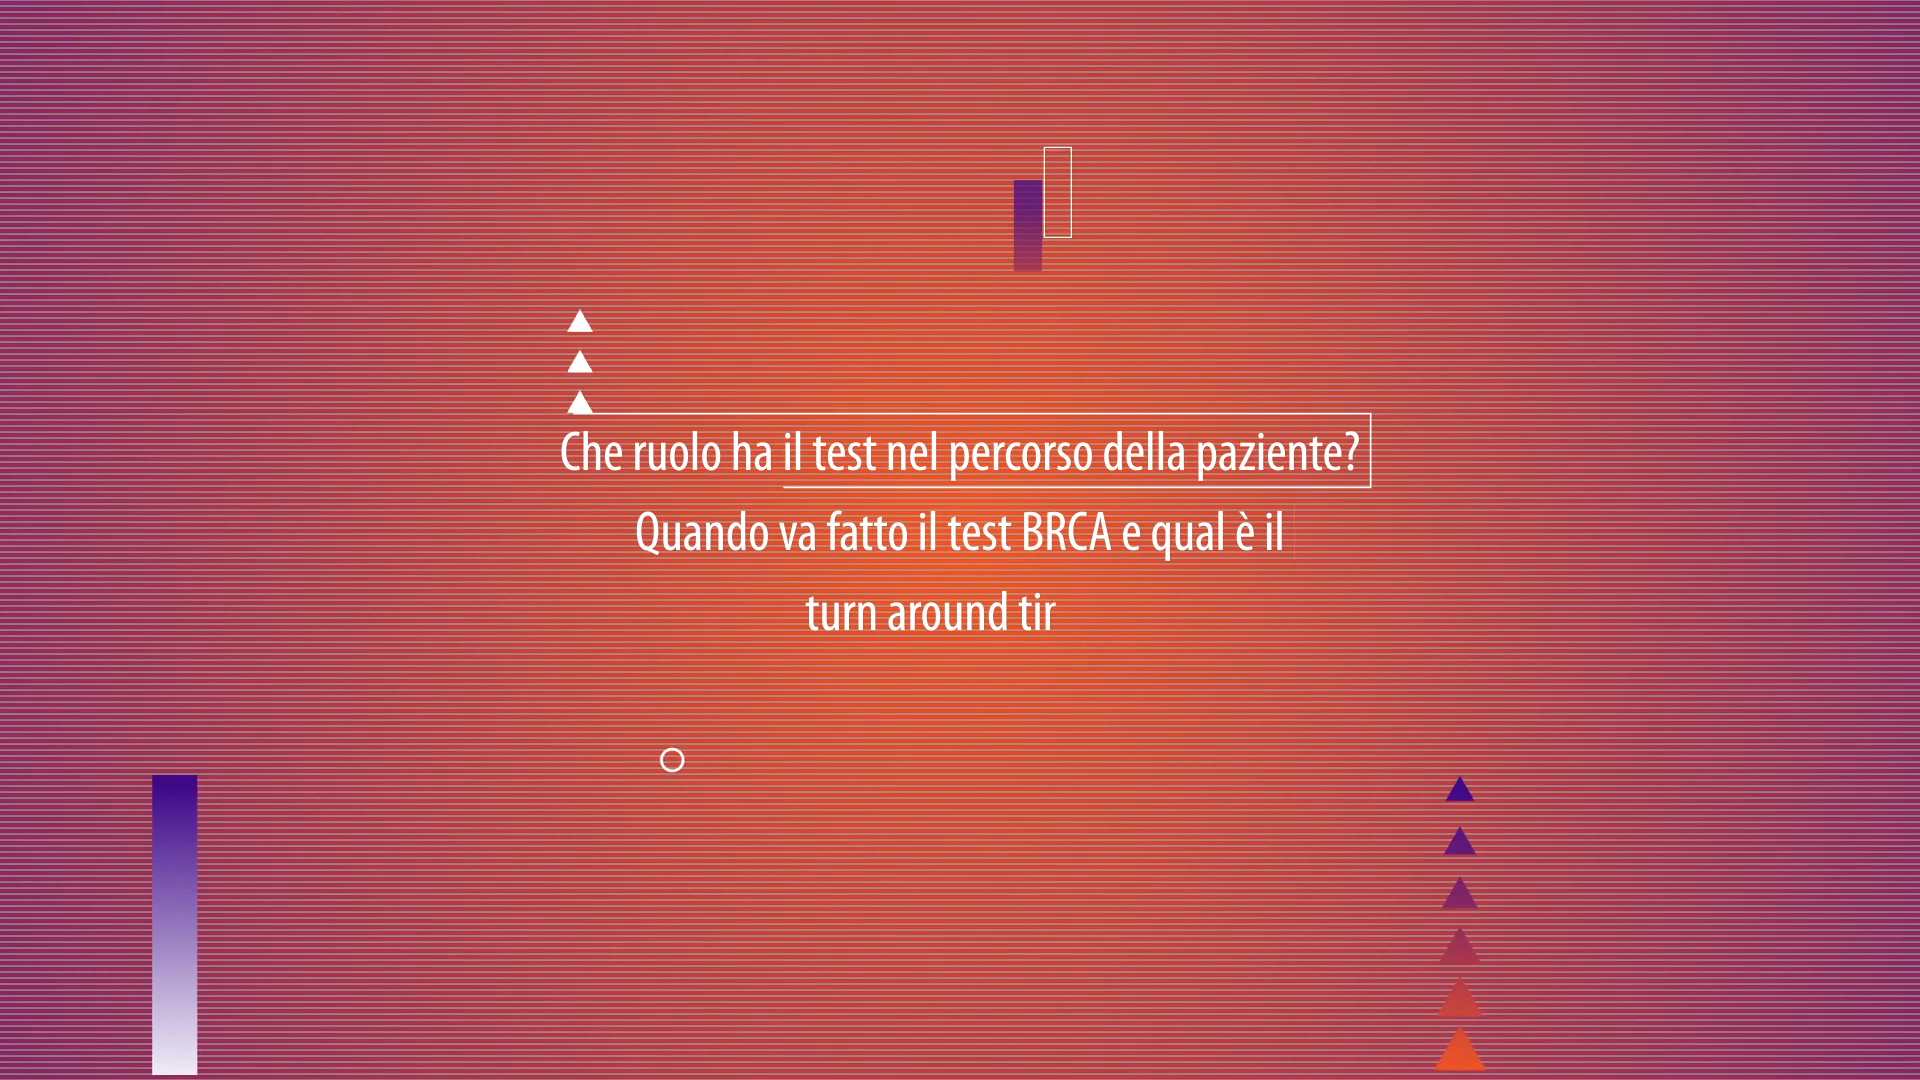 Che ruolo ha il test nel percorso della paziente?
Quando va fatto il test BRCA e qual è il
turn around tir